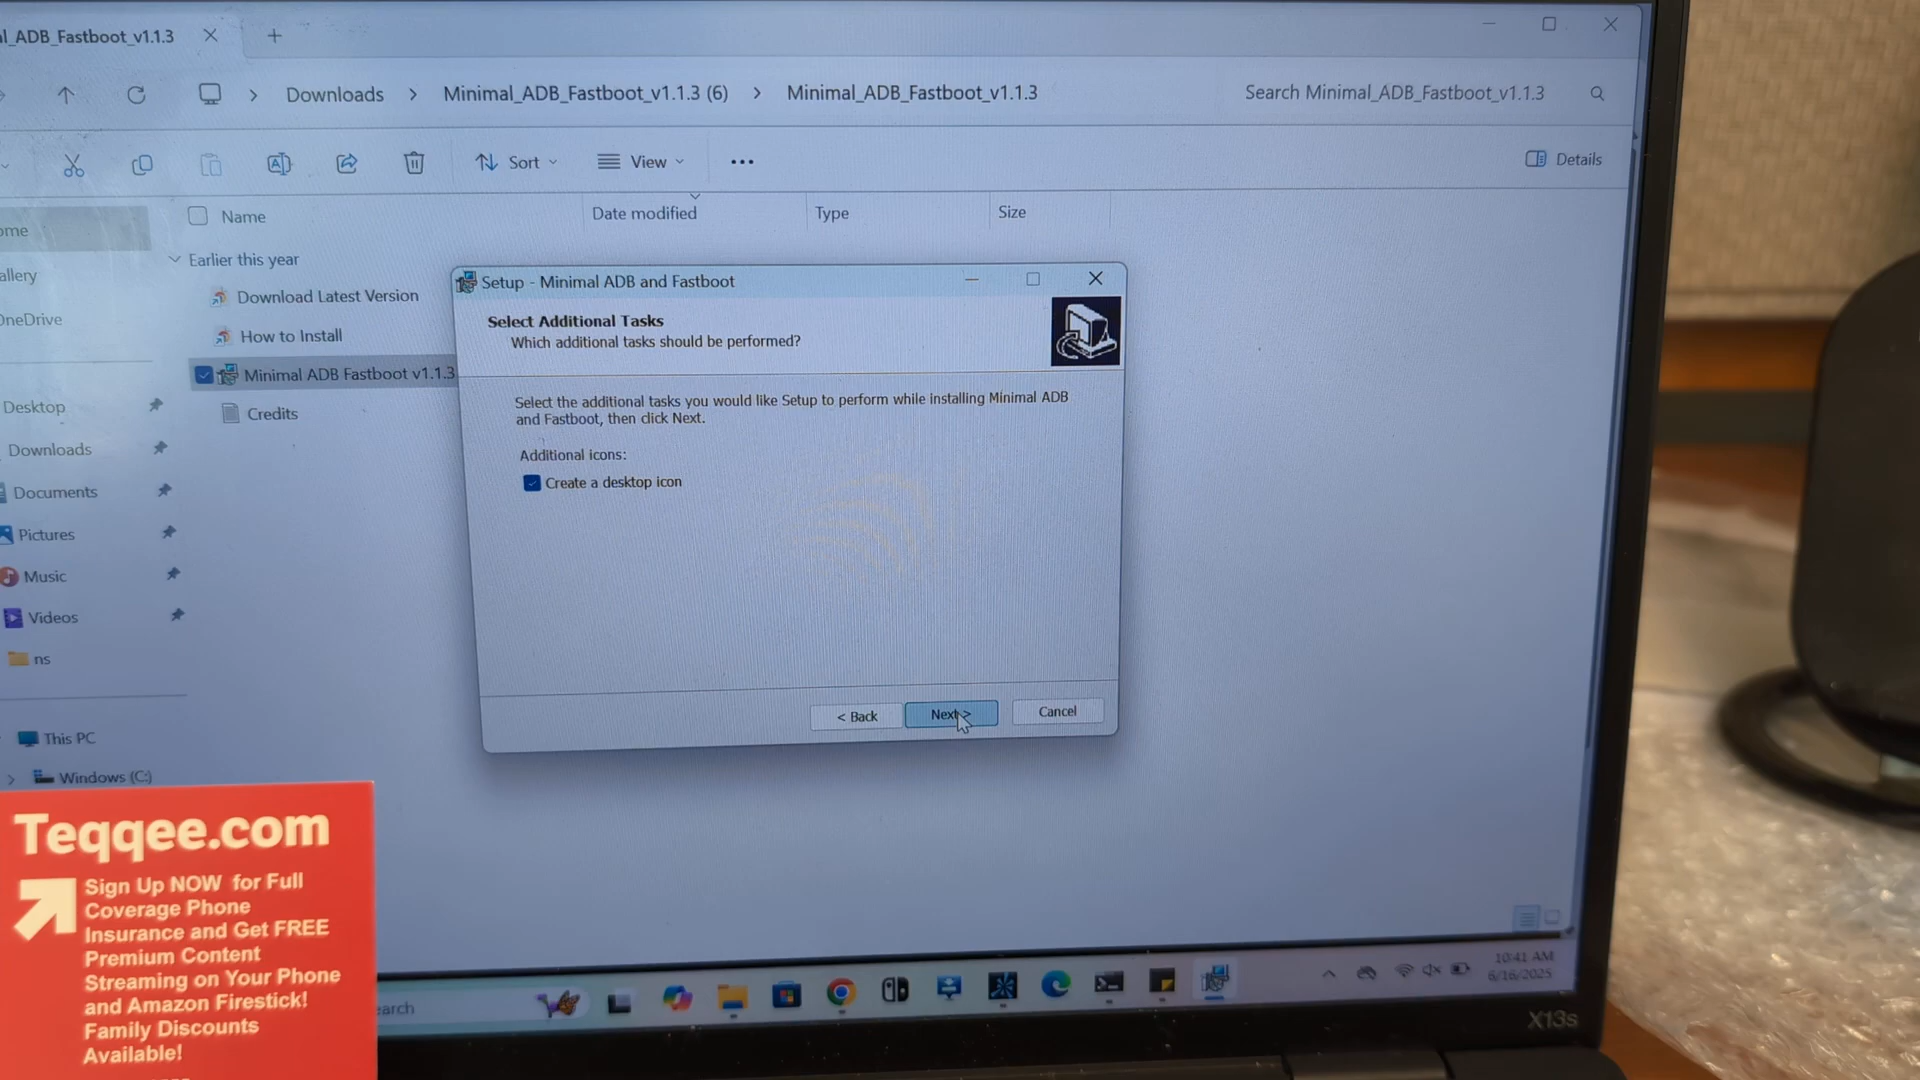 l_ADB_Fastboot_v1.1.3
Downloads > Minimal_ADB_Fastboot_v1.1.3 (6) > Minimal_ADB_Fastboot_v1.1.3
Search Minimal_ADB_Fastboot_v1.1.3
Sort
View
Details
Name
Date modified
Type
Size
ome
allery
OneDrive
Desktop
Downloads
Documents
Pictures
Music
Videos
ns
This PC
Windows (C:)
Earlier this year
Download Latest Version
How to Install
Minimal ADB Fastboot v1.1.3
Credits
Setup - Minimal ADB and Fastboot
Select Additional Tasks
Which additional tasks should be performed?
Select the additional tasks you would like Setup to perform while installing Minimal ADB
and Fastboot, then click Next.
Additional icons:
Create a desktop icon
< Back
Next >
Cancel
Teqqee.com
Sign Up NOW for Full
Coverage Phone
Insurance and Get FREE
Premium Content
Streaming on Your Phone
and Amazon Firestick!
Family Discounts
Available!
earch
10:41 AM
6/16/2025
X13s